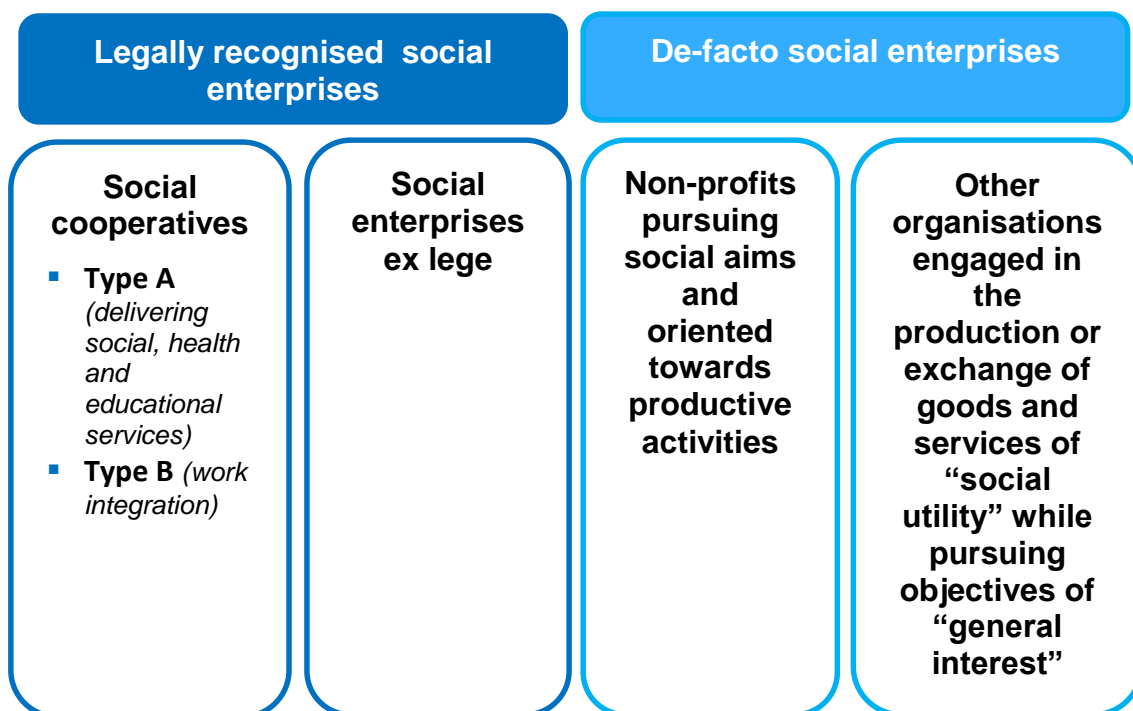 Legally recognised social
enterprises
De-facto social enterprises
Social
cooperatives
▪ Type A
(delivering
social, health
and
educational
services)
▪ Type B (work
integration)
Social
enterprises
ex lege
Non-profits
pursuing
social aims
and
oriented
towards
productive
activities
Other
organisations
engaged in
the
production or
exchange of
goods and
services of
“social
utility” while
pursuing
objectives of
“general
interest”